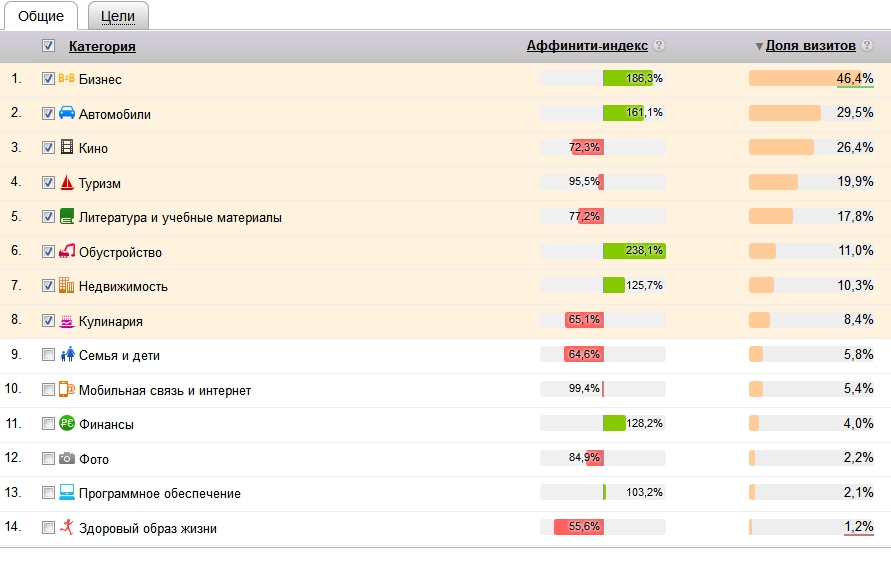 Общие Цели
Категория Аффинити-индекс ? ▼Доля визитов ?
1. B2B Бизнес 186,3% 46,4%
2. Автомобили 161,1% 29,5%
3. Кино 72,3% 26,4%
4. Туризм 95,5% 19,9%
5. Литература и учебные материалы 77,2% 17,8%
6. Обустройство 238,1% 11,0%
7. Недвижимость 125,7% 10,3%
8. Кулинария 65,1% 8,4%
9. Семья и дети 64,6% 5,8%
10. @ Мобильная связь и интернет 99,4% 5,4%
11. ₽€ Финансы 128,2% 4,0%
12. Фото 84,9% 2,2%
13. Программное обеспечение 103,2% 2,1%
14. Здоровый образ жизни 55,6% 1,2%